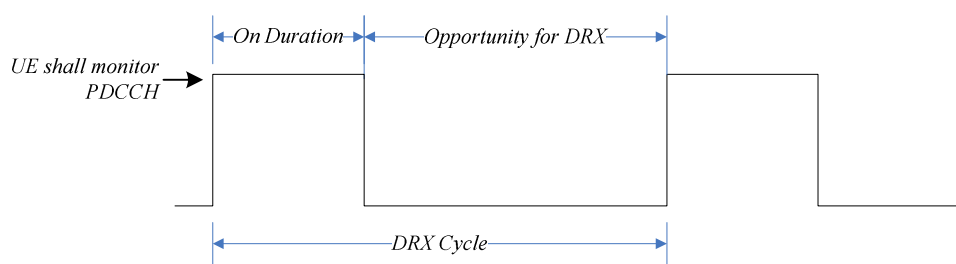 On Duration
Opportunity for DRX
UE shall monitor
PDCCH
DRX Cycle